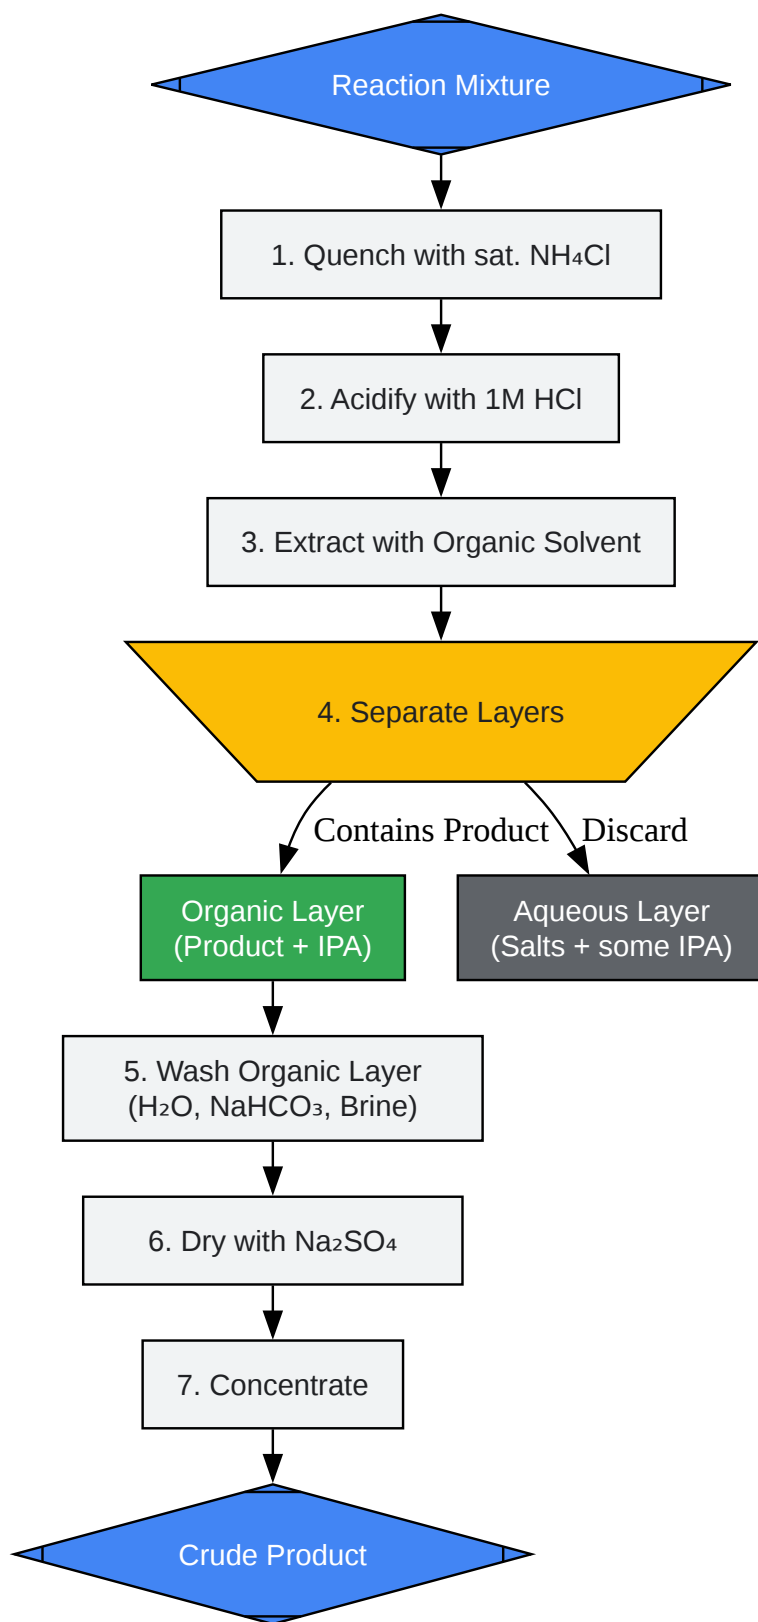 Reaction Mixture
1. Quench with sat. NH₄Cl
2. Acidify with 1M HCl
3. Extract with Organic Solvent
4. Separate Layers
Contains Product
Discard
Organic Layer
(Product + IPA)
Aqueous Layer
(Salts + some IPA)
5. Wash Organic Layer
(H₂O, NaHCO₃, Brine)
6. Dry with Na₂SO₄
7. Concentrate
Crude Product